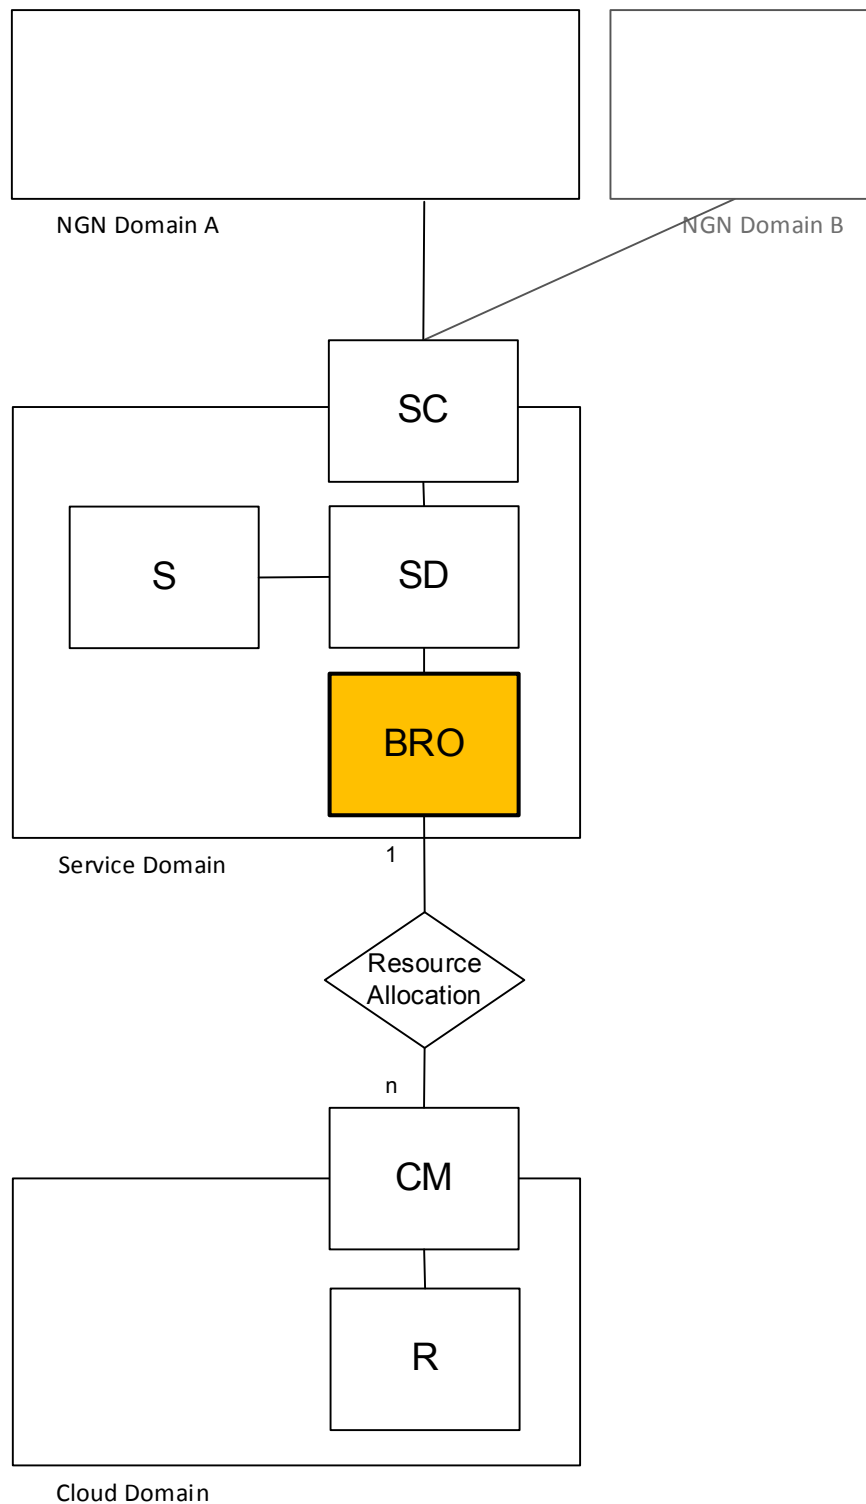 NGN Domain A
NGN Domain B
SC
S
SD
BRO
Service Domain
1
Resource
Allocation
n
CM
R
Cloud Domain